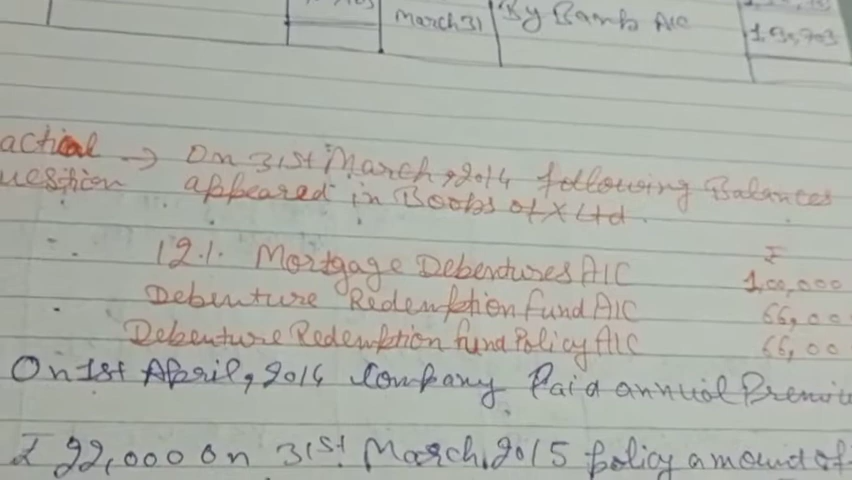 March 31 By Bank A/C 1,30,703
actical → On 31st March, 2014 following Balances
uestion appeared in Books of X Ltd.
₹
12%. Mortgage Debentures A/C 1,00,000
Debenture Redemption Fund A/C 66,00
Debenture Redemption fund Policy A/C 66,00
On 1st April, 2014 Company Paid annual Premiu
₹ 22,000 on 31st March, 2015 policy amount of